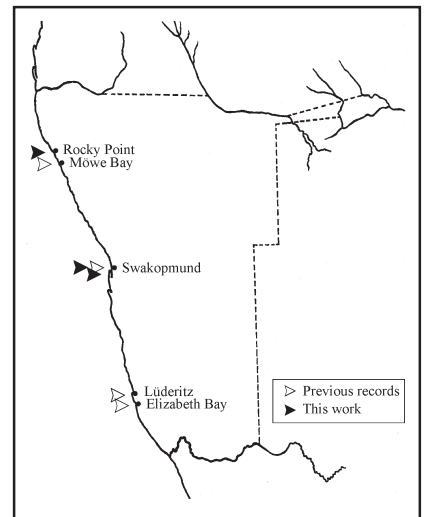 Rocky Point
Möwe Bay
Swakopmund
Lüderitz
Elizabeth Bay
Previous records
This work